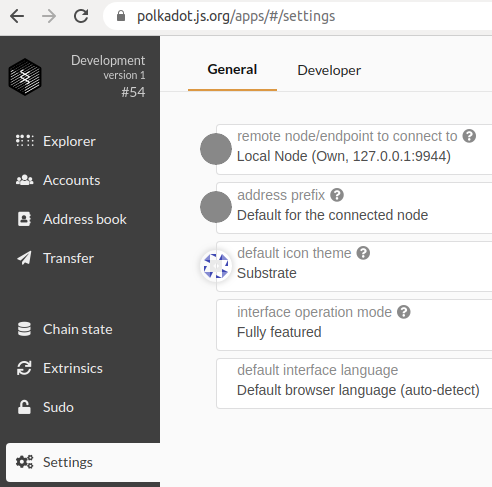 polkadot.js.org/apps/#/settings
Development
version 1
#54
Explorer
Accounts
Address book
Transfer
Chain state
Extrinsics
Sudo
Settings
General
Developer
remote node/endpoint to connect to ?
Local Node (Own, 127.0.0.1:9944)
address prefix ?
Default for the connected node
default icon theme ?
Substrate
interface operation mode ?
Fully featured
default interface language
Default browser language (auto-detect)